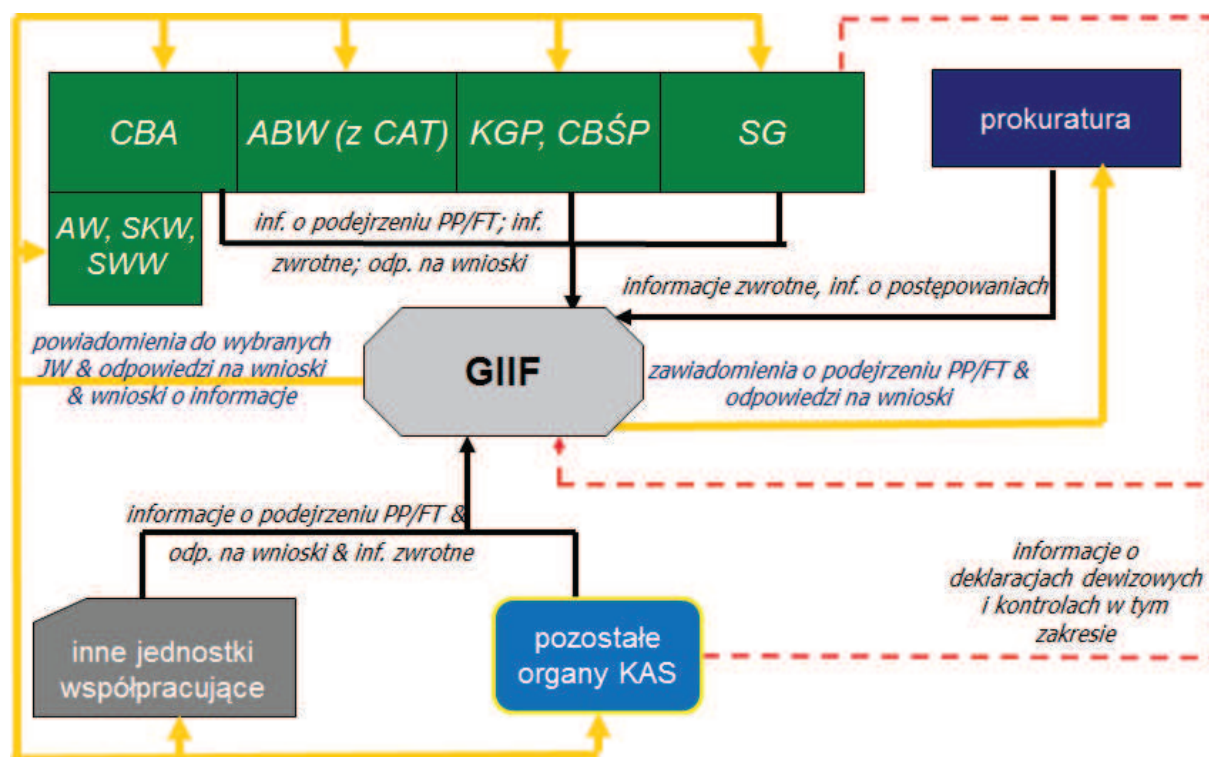 CBA
ABW (z CAT)
KGP, CBŚP
SG
prokuratura
AW, SKW,
SWW
inf. o podejrzeniu PP/FT; inf.
zwrotne; odp. na wnioski
informacje zwrotne, inf. o postępowaniach
powiadomienia do wybranych
JW & odpowiedzi na wnioski
& wnioski o informacje
GIIF
zawiadomienia o podejrzeniu PP/FT &
odpowiedzi na wnioski
informacje o podejrzeniu PP/FT &
odp. na wnioski & inf. zwrotne
informacje o
deklaracjach dewizowych
i kontrolach w tym
zakresie
inne jednostki
współpracujące
pozostałe
organy KAS